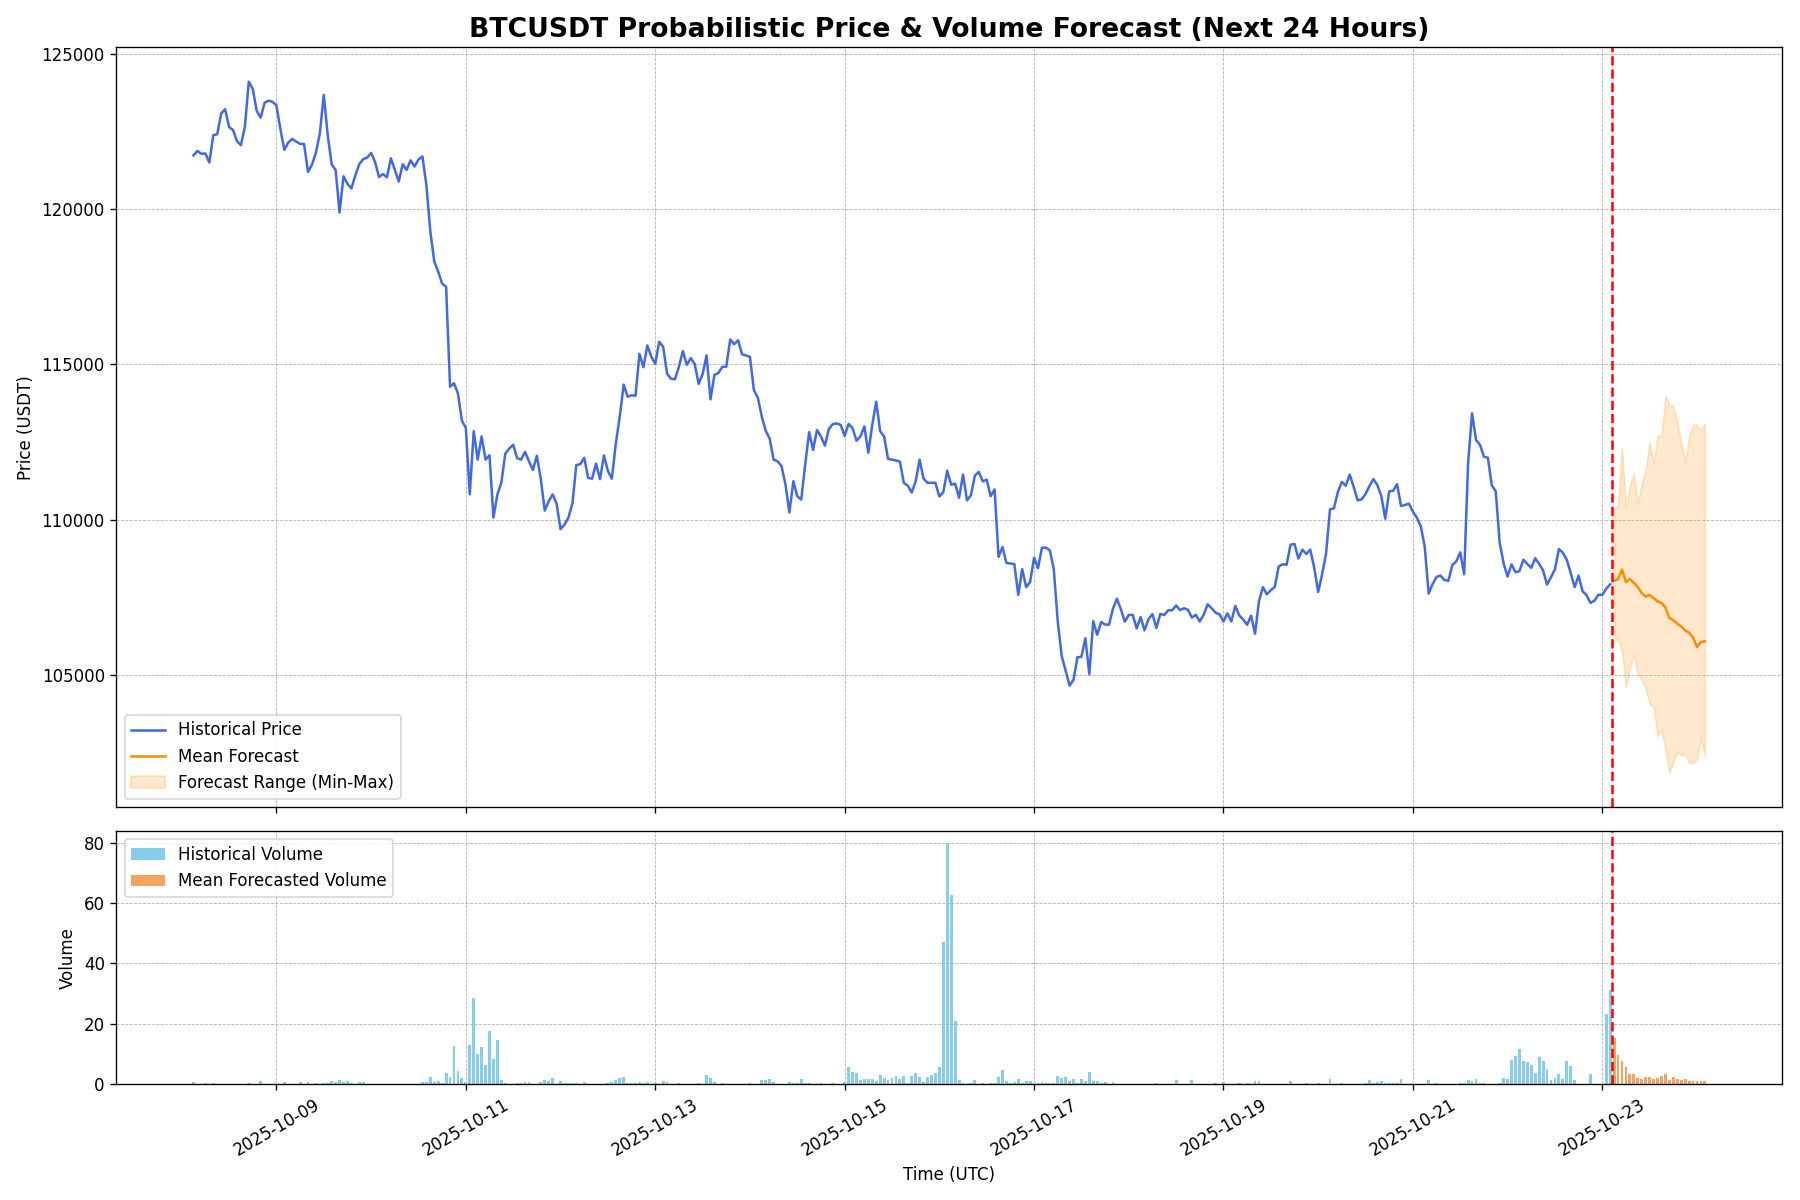 BTCUSDT Probabilistic Price & Volume Forecast (Next 24 Hours)
125000
120000
115000
110000
105000
Price (USDT)
Historical Price
Mean Forecast
Forecast Range (Min-Max)
80
60
40
20
0
Volume
Historical Volume
Mean Forecasted Volume
2025-10-09
2025-10-11
2025-10-13
2025-10-15
2025-10-17
2025-10-19
2025-10-21
2025-10-23
Time (UTC)